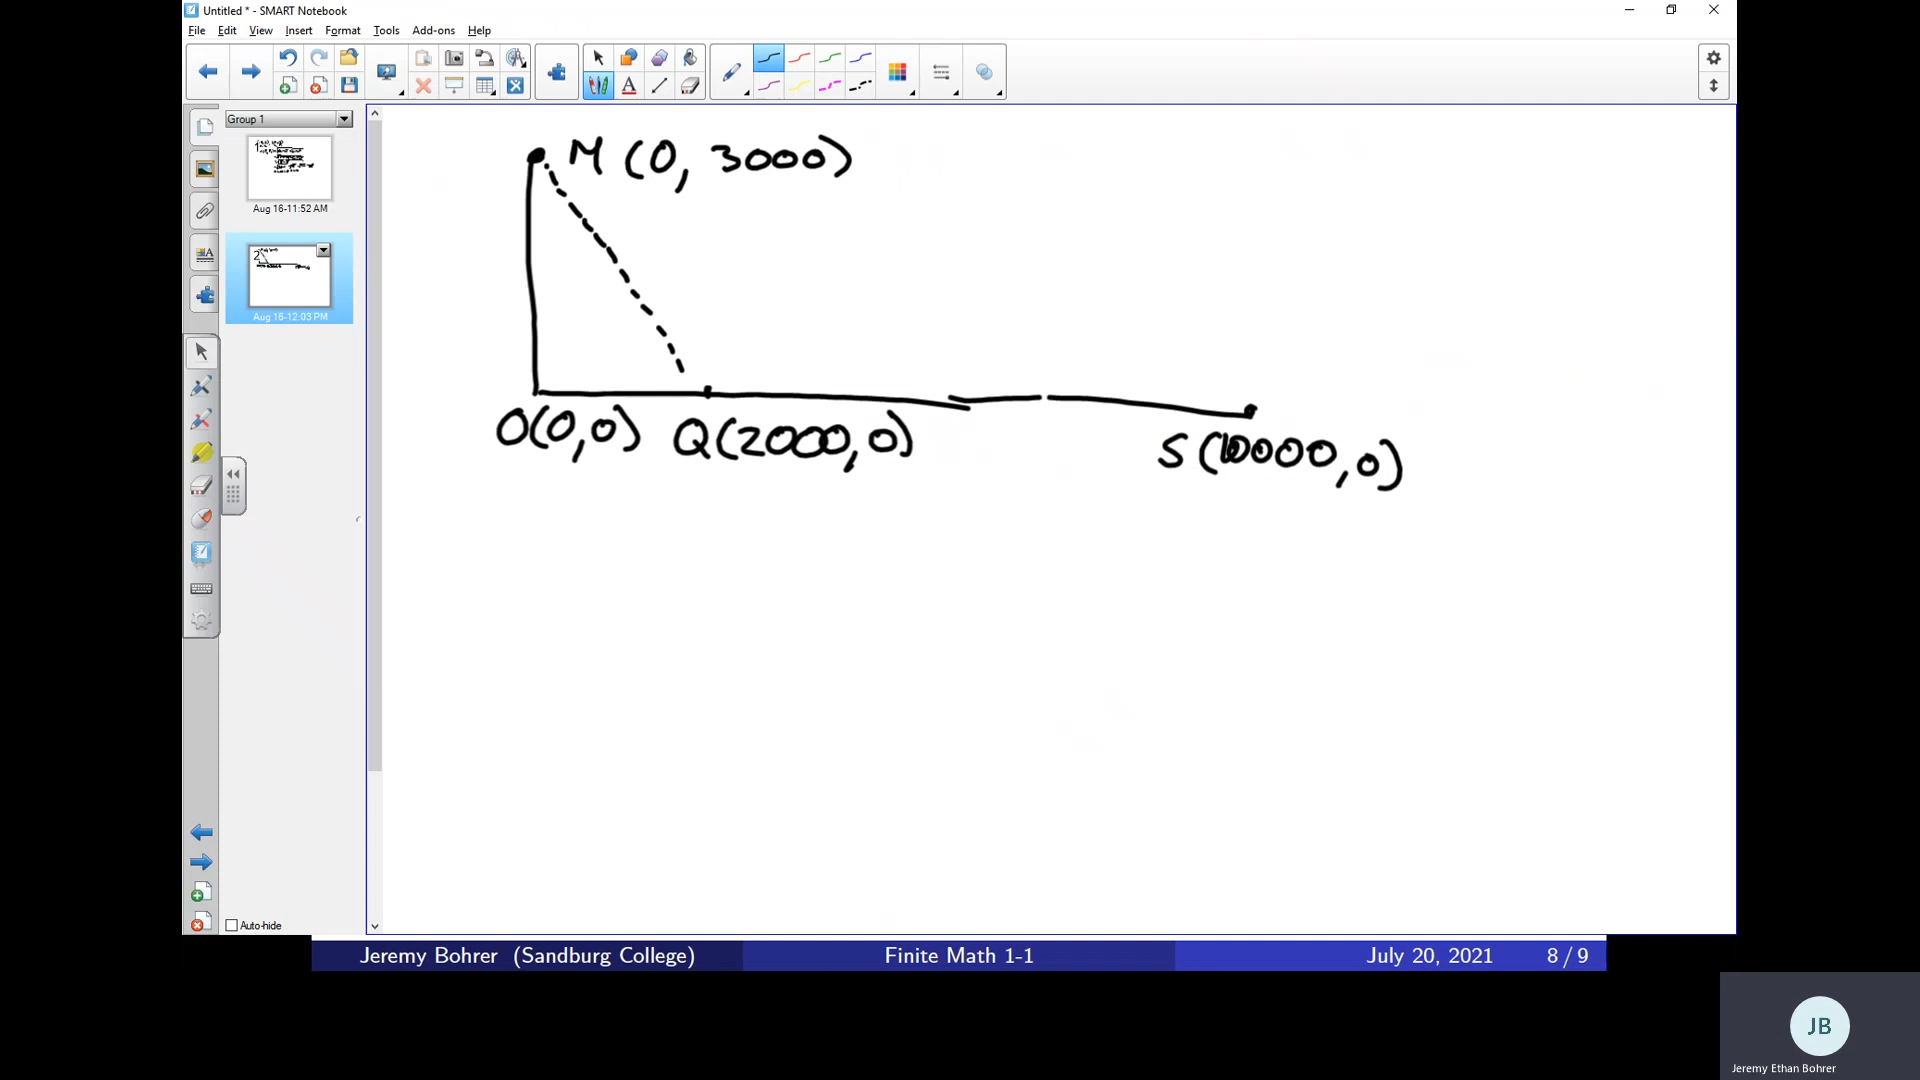 Untitled * - SMART Notebook
File Edit View Insert Format Tools Add-ons Help
Group 1
1
Aug 16-11:52 AM
2
Aug 16-12:03 PM
M (0, 3000)
O(0,0) Q(2000,0)
S (10000,0)
Auto-hide
Jeremy Bohrer (Sandburg College) Finite Math 1-1 July 20, 2021 8 / 9
JB
Jeremy Ethan Bohrer